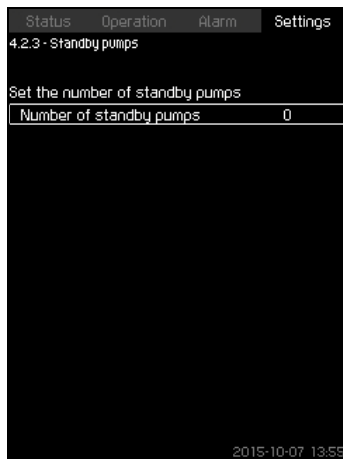 Status Operation Alarm Settings
4.2.3 - Standby pumps
Set the number of standby pumps
Number of standby pumps 0
2015-10-07 13:55